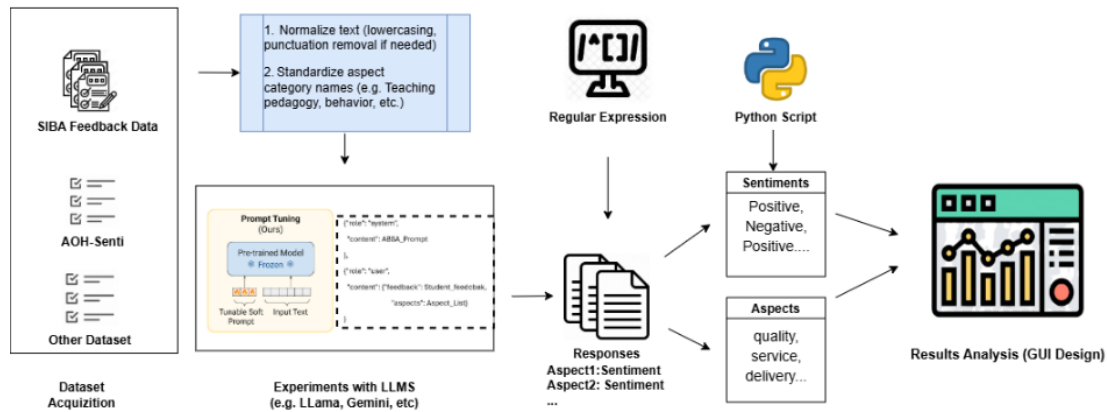 SIBA Feedback Data
AOH-Senti
Other Dataset
Dataset
Acquizition
1. Normalize text (lowercasing,
punctuation removal if needed)
2. Standardize aspect
category names (e.g. Teaching
pedagogy, behavior, etc.)
Prompt Tuning
(Ours)
Pre-trained Model
Frozen
Tunable Soft
Prompt
Input Text
{"role": "system",
"content": ABSA_Prompt
},
{"role": "user",
"content": {"feedback": Student_feedcbak,
"aspects": Aspect_List}
}
Experiments with LLMS
(e.g. LLama, Gemini, etc)
/^[]/
Regular Expression
Responses
Aspect1:Sentiment
Aspect2: Sentiment
...
Python Script
Sentiments
Positive,
Negative,
Positive....
Aspects
quality,
service,
delivery...
Results Analysis (GUI Design)